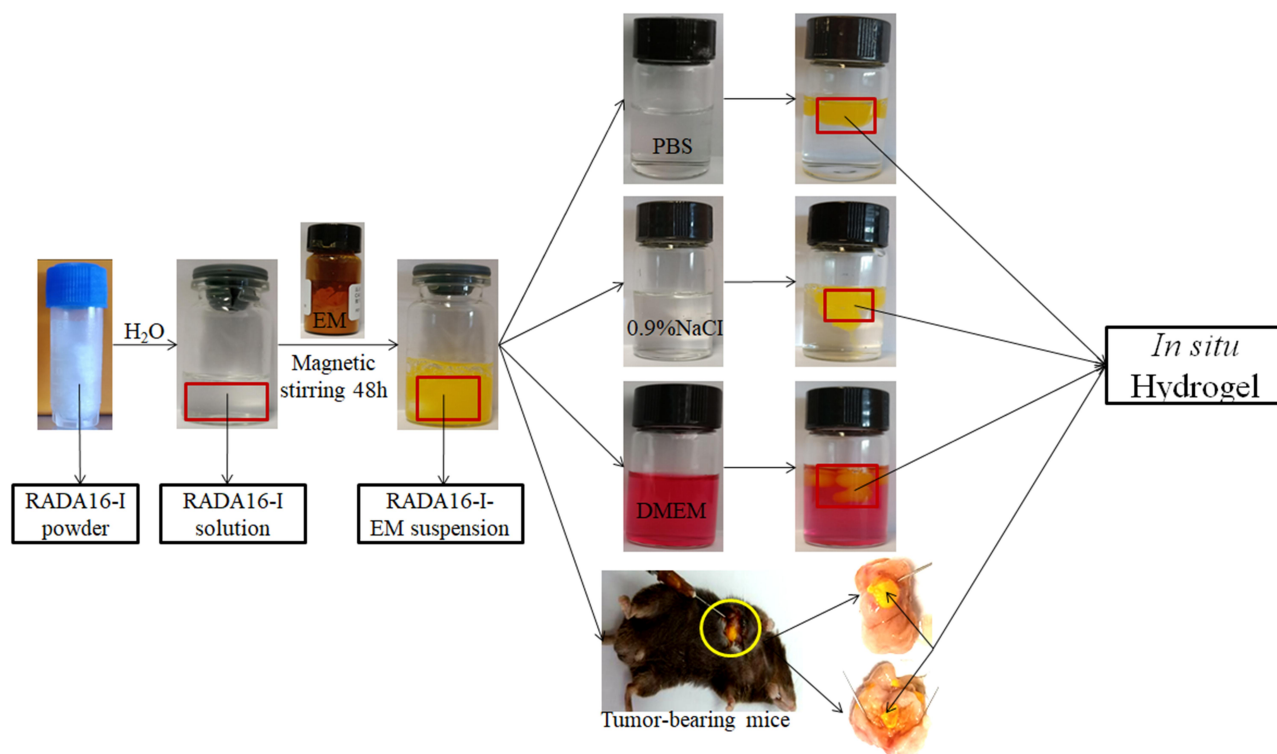 PBS
H₂O
EM
Magnetic
stirring 48h
0.9%NaCl
In situ
Hydrogel
RADA16-I
powder
RADA16-I
solution
RADA16-I-
EM suspension
DMEM
Tumor-bearing mice